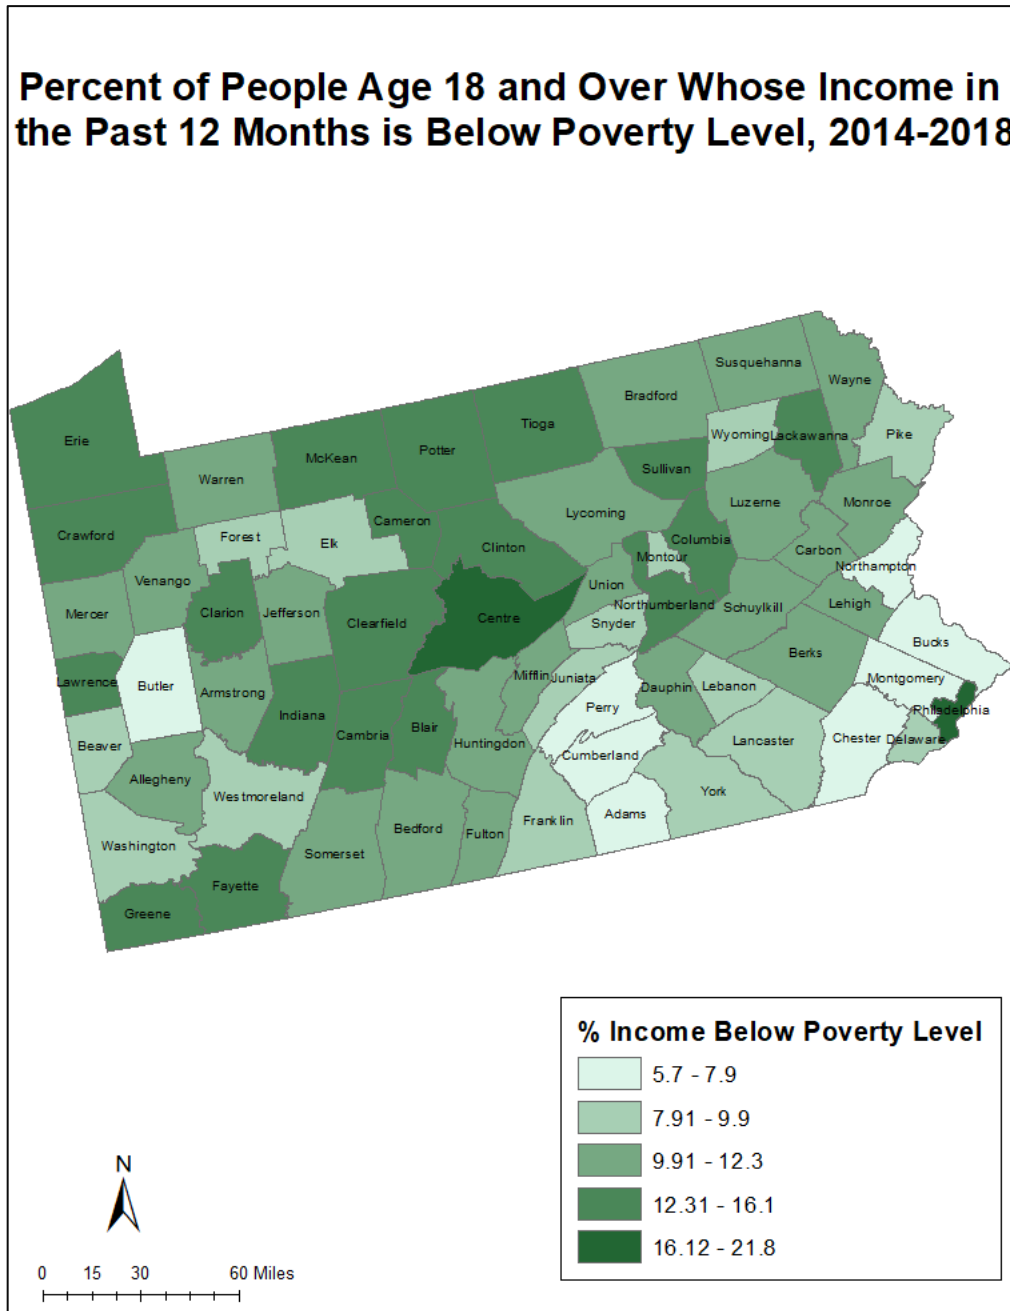 Percent of People Age 18 and Over Whose Income in
the Past 12 Months is Below Poverty Level, 2014-2018
Susquehanna
Wayne
Bradford
Tioga
Wyoming
Lackawanna
Pike
Erie
Potter
McKean
Sullivan
Warren
Luzerne
Monroe
Lycoming
Cameron
Crawford
Forest
Elk
Columbia
Clinton
Carbon
Montour
Northampton
Venango
Union
Clarion
Jefferson
Mercer
Centre
Clearfield
Northumberland
Schuylkill
Lehigh
Snyder
Bucks
Berks
Lawrence
Butler
Armstrong
Mifflin
Juniata
Dauphin
Lebanon
Montgomery
Perry
Philadelphia
Indiana
Cambria
Blair
Huntingdon
Beaver
Cumberland
Lancaster
Chester
Delaware
Allegheny
Westmoreland
York
Washington
Somerset
Bedford
Fulton
Franklin
Adams
Fayette
Greene
% Income Below Poverty Level
5.7 - 7.9
7.91 - 9.9
9.91 - 12.3
12.31 - 16.1
16.12 - 21.8
N
0 15 30 60 Miles